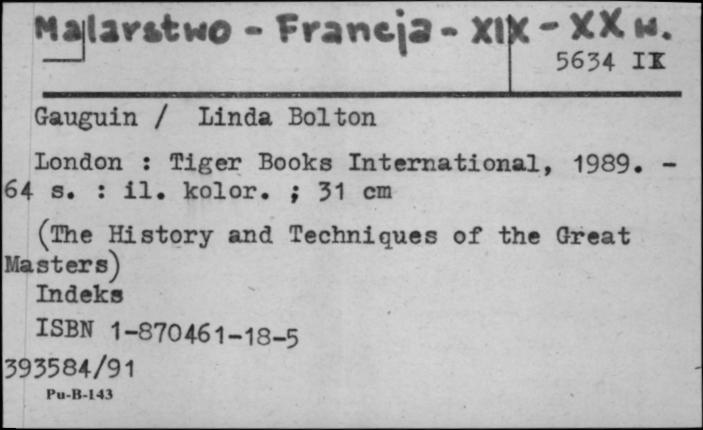 Malarstwo - Francja - XIX - XX w.
5634 IX
Gauguin / Linda Bolton
London : Tiger Books International, 1989. -
64 s. : il. kolor. ; 31 cm
(The History and Techniques of the Great
Masters)
Indeks
ISBN 1-870461-18-5
393584/91
Pu-B-143